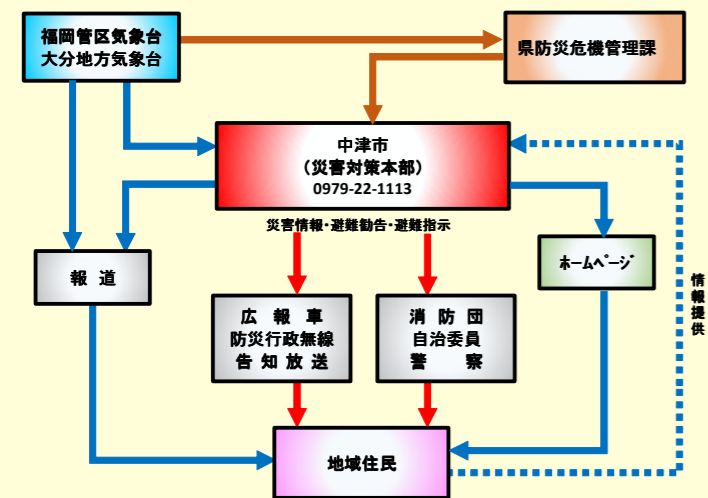 福岡管区気象台
大分地方気象台
県防災危機管理課
中津市
(災害対策本部)
0979-22-1113
災害情報・避難勧告・避難指示
報 道
ホームページ
広 報 車
防災行政無線
告 知 放 送
消 防 団
自治委員
警 察
情報提供
地域住民